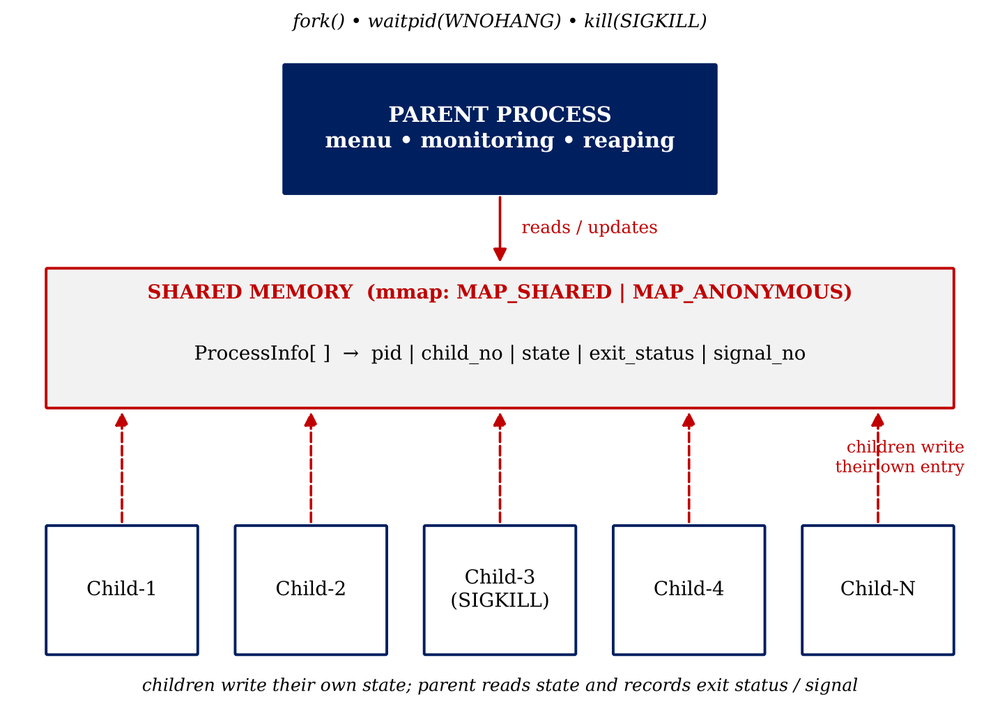 fork() • waitpid(WNOHANG) • kill(SIGKILL)
PARENT PROCESS
menu • monitoring • reaping
reads / updates
SHARED MEMORY (mmap: MAP_SHARED | MAP_ANONYMOUS)
ProcessInfo[ ] → pid | child_no | state | exit_status | signal_no
children write
their own entry
Child-1
Child-2
Child-3
(SIGKILL)
Child-4
Child-N
children write their own state; parent reads state and records exit status / signal